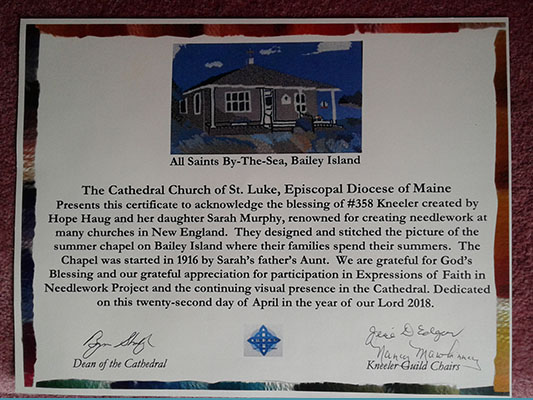 All Saints By-The-Sea, Bailey Island
The Cathedral Church of St. Luke, Episcopal Diocese of Maine
Presents this certificate to acknowledge the blessing of #358 Kneeler created by
Hope Haug and her daughter Sarah Murphy, renowned for creating needlework at
many churches in New England.  They designed and stitched the picture of the
summer chapel on Bailey Island where their families spend their summers.  The
Chapel was started in 1916 by Sarah's father's Aunt.  We are grateful for God's
Blessing and our grateful appreciation for participation in Expressions of Faith in
Needlework Project and the continuing visual presence in the Cathedral. Dedicated
on this twenty-second day of April in the year of our Lord 2018.
Dean of the Cathedral
Kneeler Guild Chairs